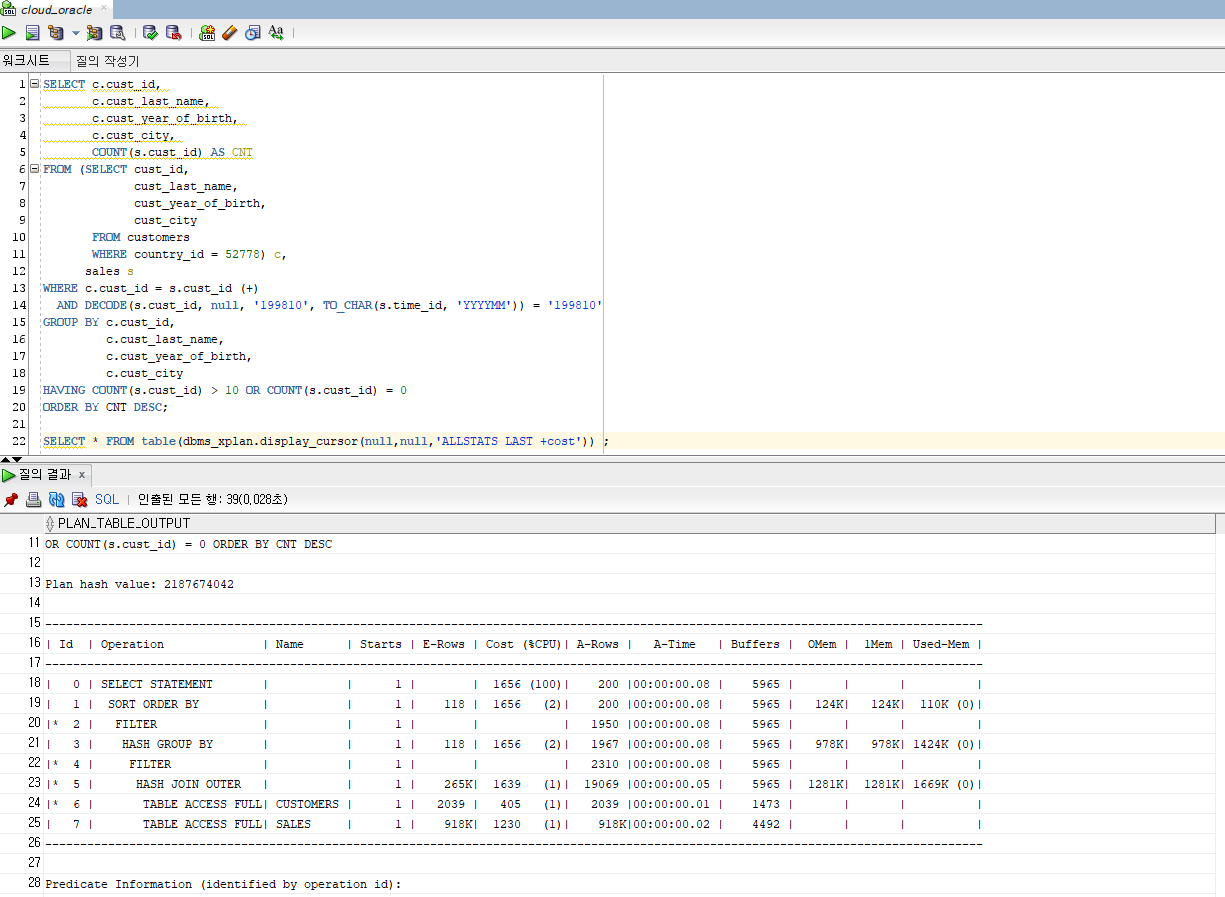 cloud_oracle
워크시트 질의 작성기
1 SELECT c.cust_id,
2 c.cust_last_name,
3 c.cust_year_of_birth,
4 c.cust_city,
5 COUNT(s.cust_id) AS CNT
6 FROM (SELECT cust_id,
7 cust_last_name,
8 cust_year_of_birth,
9 cust_city
10 FROM customers
11 WHERE country_id = 52778) c,
12 sales s
13 WHERE c.cust_id = s.cust_id (+)
14 AND DECODE(s.cust_id, null, '199810', TO_CHAR(s.time_id, 'YYYYMM')) = '199810'
15 GROUP BY c.cust_id,
16 c.cust_last_name,
17 c.cust_year_of_birth,
18 c.cust_city
19 HAVING COUNT(s.cust_id) > 10 OR COUNT(s.cust_id) = 0
20 ORDER BY CNT DESC;
21
22 SELECT * FROM table(dbms_xplan.display_cursor(null,null,'ALLSTATS LAST +cost')) ;
질의 결과 x
SQL | 인출된 모든 행: 39(0,028초)
PLAN_TABLE_OUTPUT
11 OR COUNT(s.cust_id) = 0 ORDER BY CNT DESC
12
13 Plan hash value: 2187674042
14
15 --------------------------------------------------------------------------------------------------------------------------------------
16 | Id | Operation | Name | Starts | E-Rows | Cost (%CPU)| A-Rows | A-Time | Buffers | OMem | 1Mem | Used-Mem |
17 --------------------------------------------------------------------------------------------------------------------------------------
18 | 0 | SELECT STATEMENT | | 1 | | 1656 (100)| 200 |00:00:00.08 | 5965 | | | |
19 | 1 | SORT ORDER BY | | 1 | 118 | 1656 (2)| 200 |00:00:00.08 | 5965 | 124K| 124K| 110K (0)|
20 |* 2 | FILTER | | 1 | | | 1950 |00:00:00.08 | 5965 | | | |
21 | 3 | HASH GROUP BY | | 1 | 118 | 1656 (2)| 1967 |00:00:00.08 | 5965 | 978K| 978K| 1424K (0)|
22 |* 4 | FILTER | | 1 | | | 2310 |00:00:00.08 | 5965 | | | |
23 |* 5 | HASH JOIN OUTER | | 1 | 265K| 1639 (1)| 19069 |00:00:00.05 | 5965 | 1281K| 1281K| 1669K (0)|
24 |* 6 | TABLE ACCESS FULL| CUSTOMERS | 1 | 2039 | 405 (1)| 2039 |00:00:00.01 | 1473 | | | |
25 | 7 | TABLE ACCESS FULL| SALES | 1 | 918K| 1230 (1)| 918K|00:00:00.02 | 4492 | | | |
26 --------------------------------------------------------------------------------------------------------------------------------------
27
28 Predicate Information (identified by operation id):